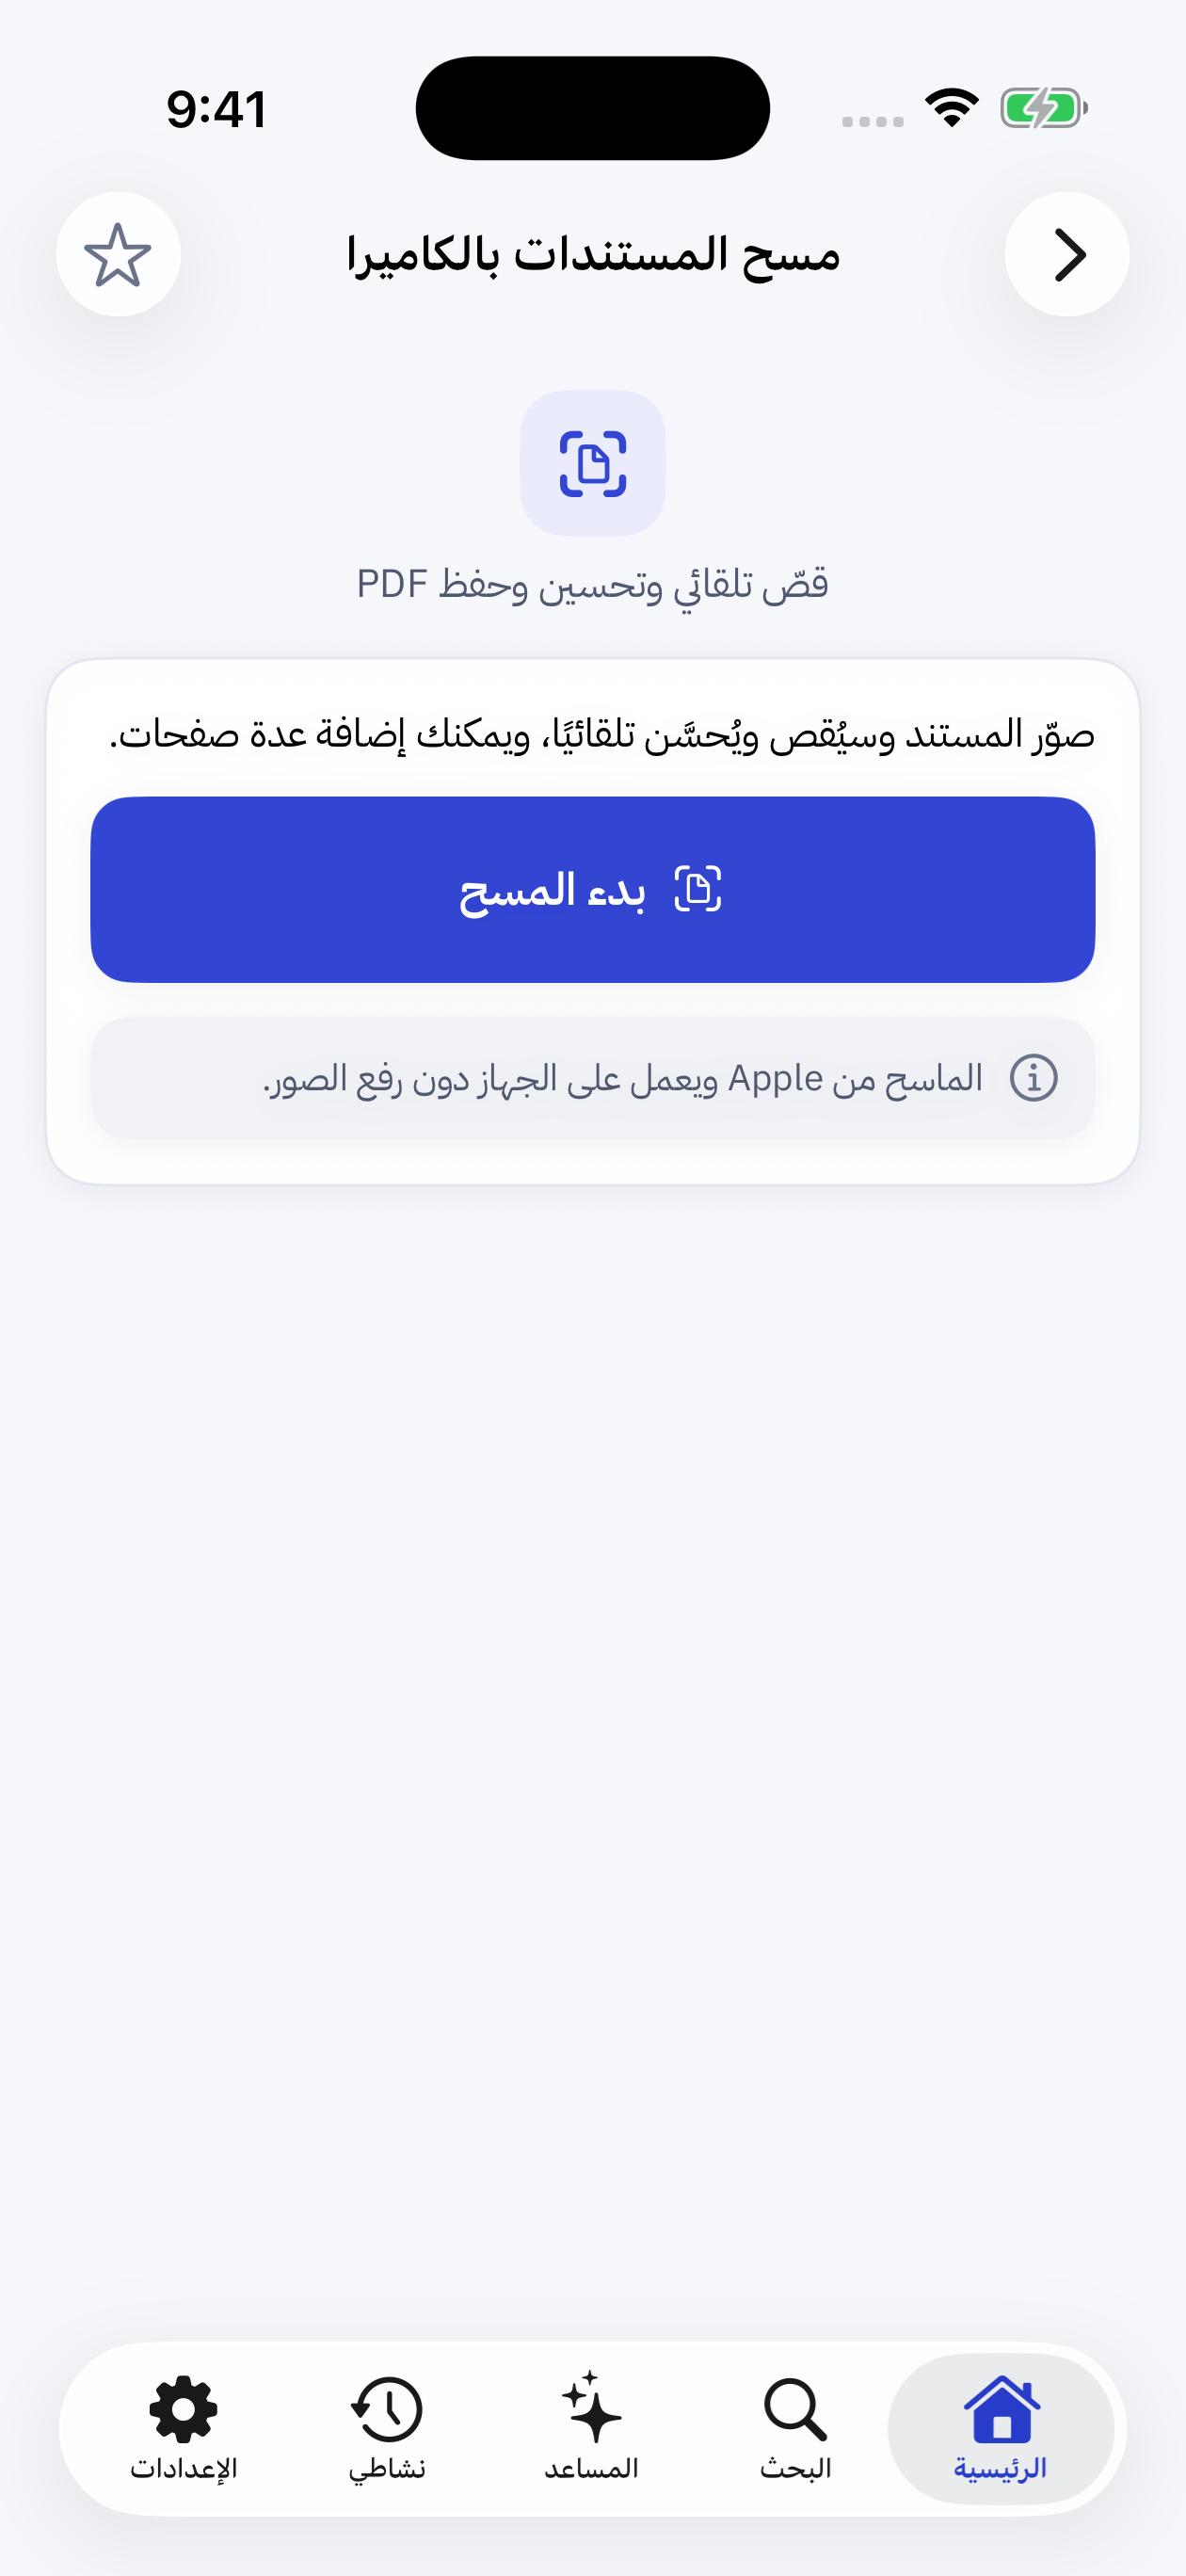 9:41
مسح المستندات بالكاميرا
قصّ تلقائي وتحسين وحفظ PDF
صوّر المستند وسيُقص ويُحسَّن تلقائيًا، ويمكنك إضافة عدة صفحات.
بدء المسح
الماسح من Apple ويعمل على الجهاز دون رفع الصور.
الرئيسية
البحث
المساعد
نشاطي
الإعدادات